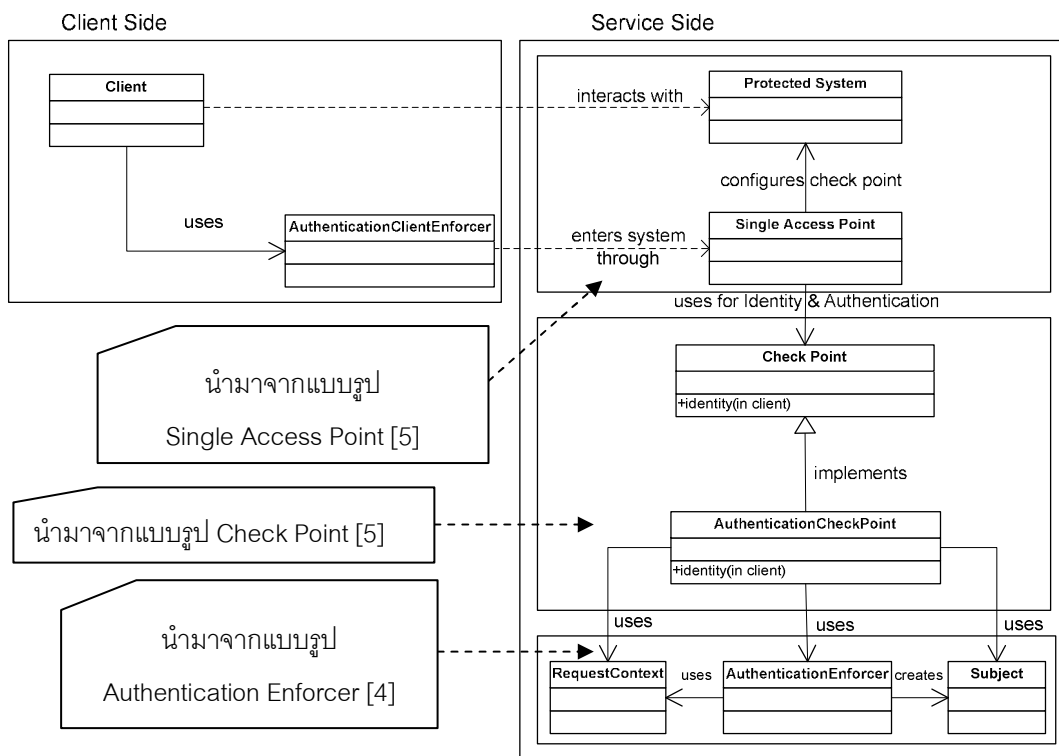 Client Side
Service Side
Client
interacts with
Protected System
configures check point
uses
AuthenticationClientEnforcer
enters system
through
Single Access Point
uses for Identity & Authentication
นำมาจากแบบรูป
Single Access Point [5]
Check Point
+identity(in client)
implements
นำมาจากแบบรูป Check Point [5]
AuthenticationCheckPoint
+identity(in client)
uses
uses
uses
นำมาจากแบบรูป
Authentication Enforcer [4]
RequestContext
uses
AuthenticationEnforcer
creates
Subject